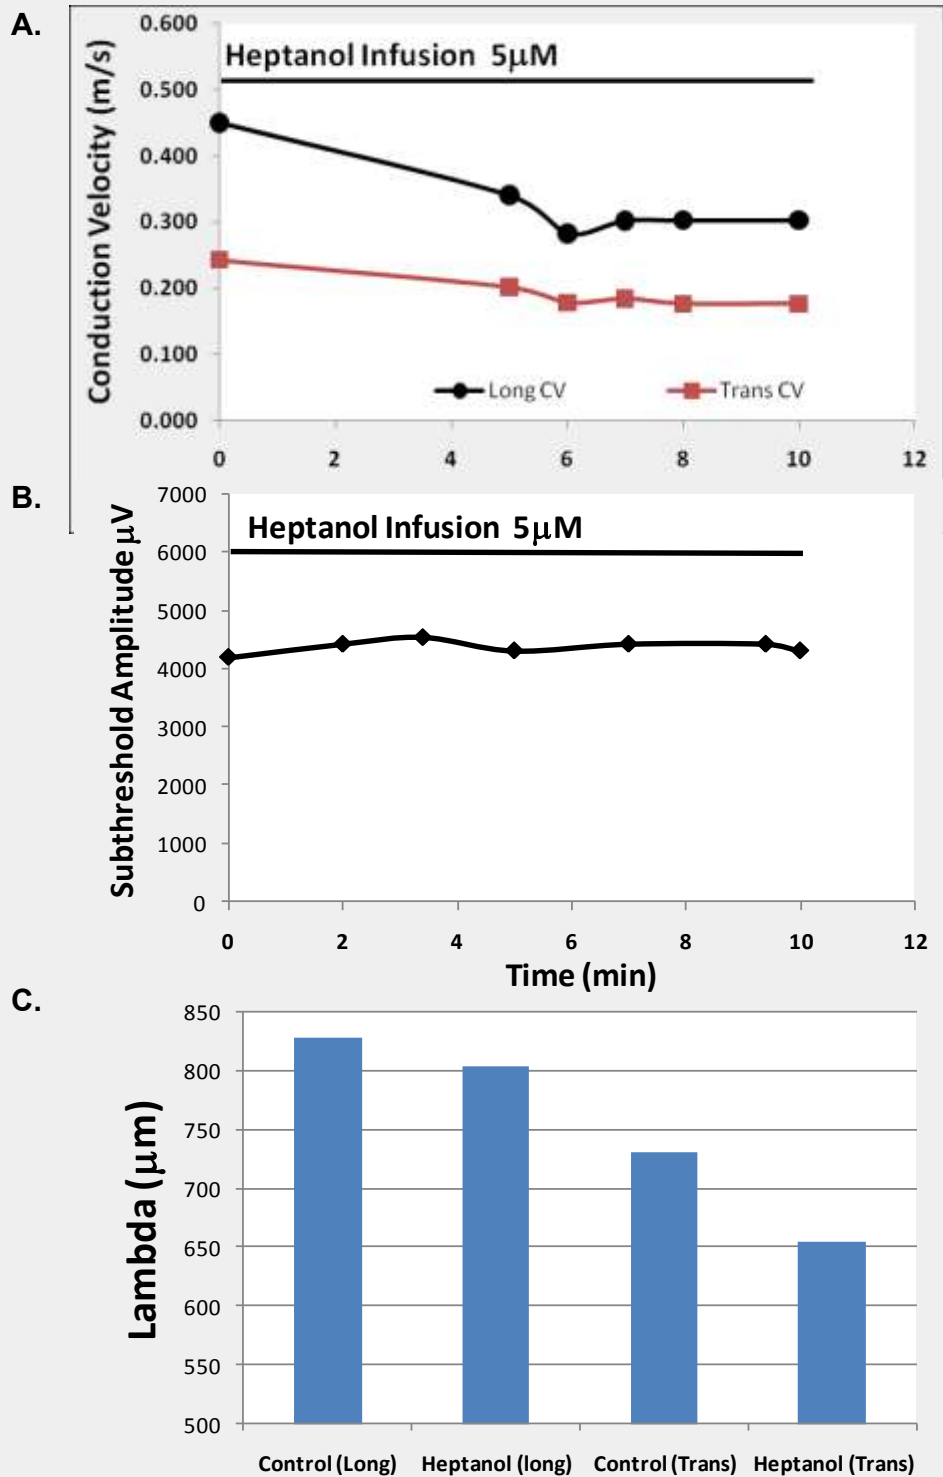 A.
Conduction Velocity (m/s)
0.600
0.500
0.400
0.300
0.200
0.100
0.000
Heptanol Infusion 5μM
Long CV
Trans CV
0 2 4 6 8 10 12
B.
Subthreshold Amplitude μV
7000
6000
5000
4000
3000
2000
1000
0
Heptanol Infusion 5μM
0 2 4 6 8 10 12
Time (min)
C.
Lambda (μm)
850
800
750
700
650
600
550
500
Control (Long) Heptanol (long) Control (Trans) Heptanol (Trans)